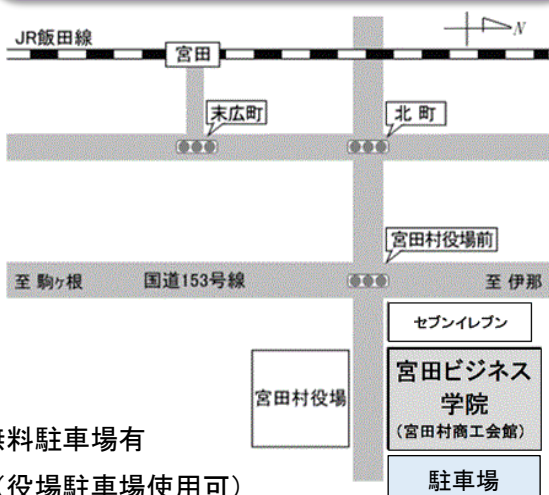 JR飯田線
N
宮田
末広町
北町
宮田村役場前
至 駒ヶ根
国道153号線
至 伊那
セブンイレブン
宮田ビジネス
学院
(宮田村商工会館)
宮田村役場
駐車場
料駐車場有
(役場駐車場使用可)